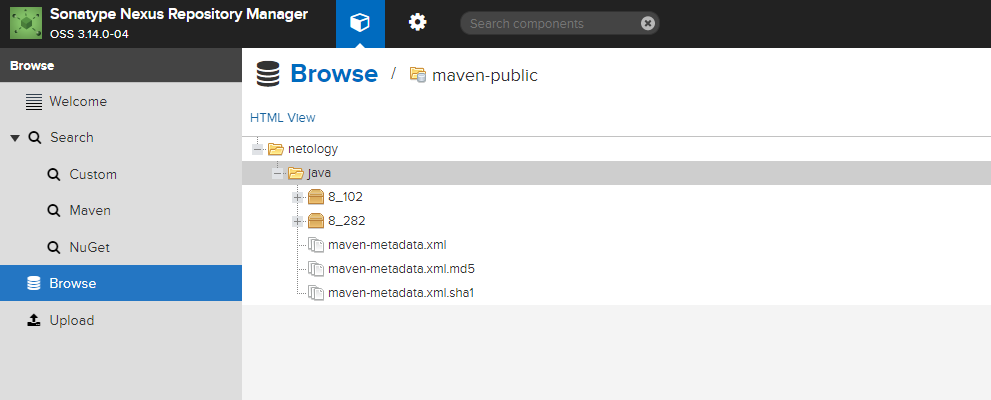 Sonatype Nexus Repository Manager
OSS 3.14.0-04
Search components
Browse
Welcome
Search
Custom
Maven
NuGet
Browse
Upload
Browse / maven-public
HTML View
netology
java
8_102
8_282
maven-metadata.xml
maven-metadata.xml.md5
maven-metadata.xml.sha1